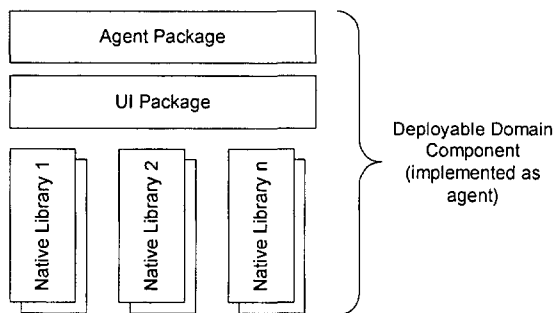 Agent Package
UI Package
Native Library 1
Native Library 2
Native Library n
Deployable Domain
Component
(implemented as
agent)